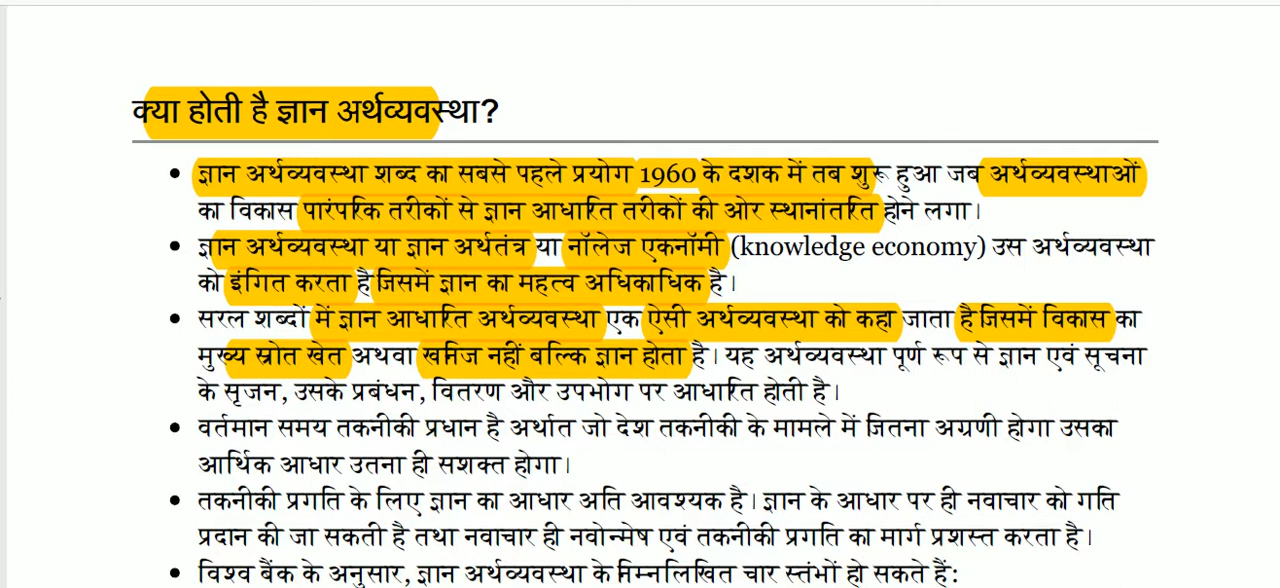 क्या होती है ज्ञान अर्थव्यवस्था?
• ज्ञान अर्थव्यवस्था शब्द का सबसे पहले प्रयोग 1960 के दशक में तब शुरू हुआ जब अर्थव्यवस्थाओं
का विकास पारंपरिक तरीकों से ज्ञान आधारित तरीकों की ओर स्थानांतरित होने लगा।
• ज्ञान अर्थव्यवस्था या ज्ञान अर्थतंत्र या नॉलेज एकनॉमी (knowledge economy) उस अर्थव्यवस्था
को इंगित करता है जिसमें ज्ञान का महत्व अधिकाधिक है।
• सरल शब्दों में ज्ञान आधारित अर्थव्यवस्था एक ऐसी अर्थव्यवस्था को कहा जाता है जिसमें विकास का
मुख्य स्रोत खेत अथवा खनिज नहीं बल्कि ज्ञान होता है। यह अर्थव्यवस्था पूर्ण रूप से ज्ञान एवं सूचना
के सृजन, उसके प्रबंधन, वितरण और उपभोग पर आधारित होती है।
• वर्तमान समय तकनीकी प्रधान है अर्थात जो देश तकनीकी के मामले में जितना अग्रणी होगा उसका
आर्थिक आधार उतना ही सशक्त होगा।
• तकनीकी प्रगति के लिए ज्ञान का आधार अति आवश्यक है। ज्ञान के आधार पर ही नवाचार को गति
प्रदान की जा सकती है तथा नवाचार ही नवोन्मेष एवं तकनीकी प्रगति का मार्ग प्रशस्त करता है।
• विश्व बैंक के अनुसार, ज्ञान अर्थव्यवस्था के निम्नलिखित चार स्तंभों हो सकते हैं: